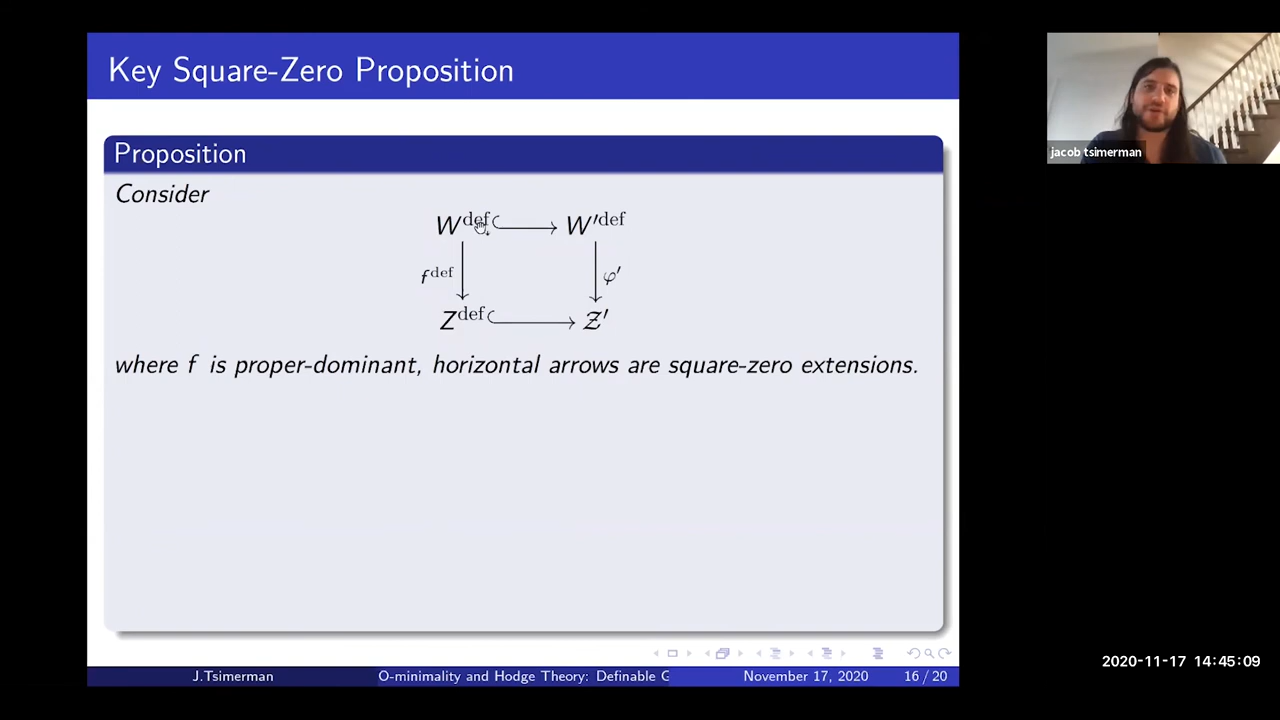 Key Square-Zero Proposition
Proposition
Consider
W^def W′^def
f^def φ′
Z^def 𝒵′
where f is proper-dominant, horizontal arrows are square-zero extensions.
J.Tsimerman O-minimality and Hodge Theory: Definable G November 17, 2020 16 / 20
jacob tsimerman
2020-11-17 14:45:09